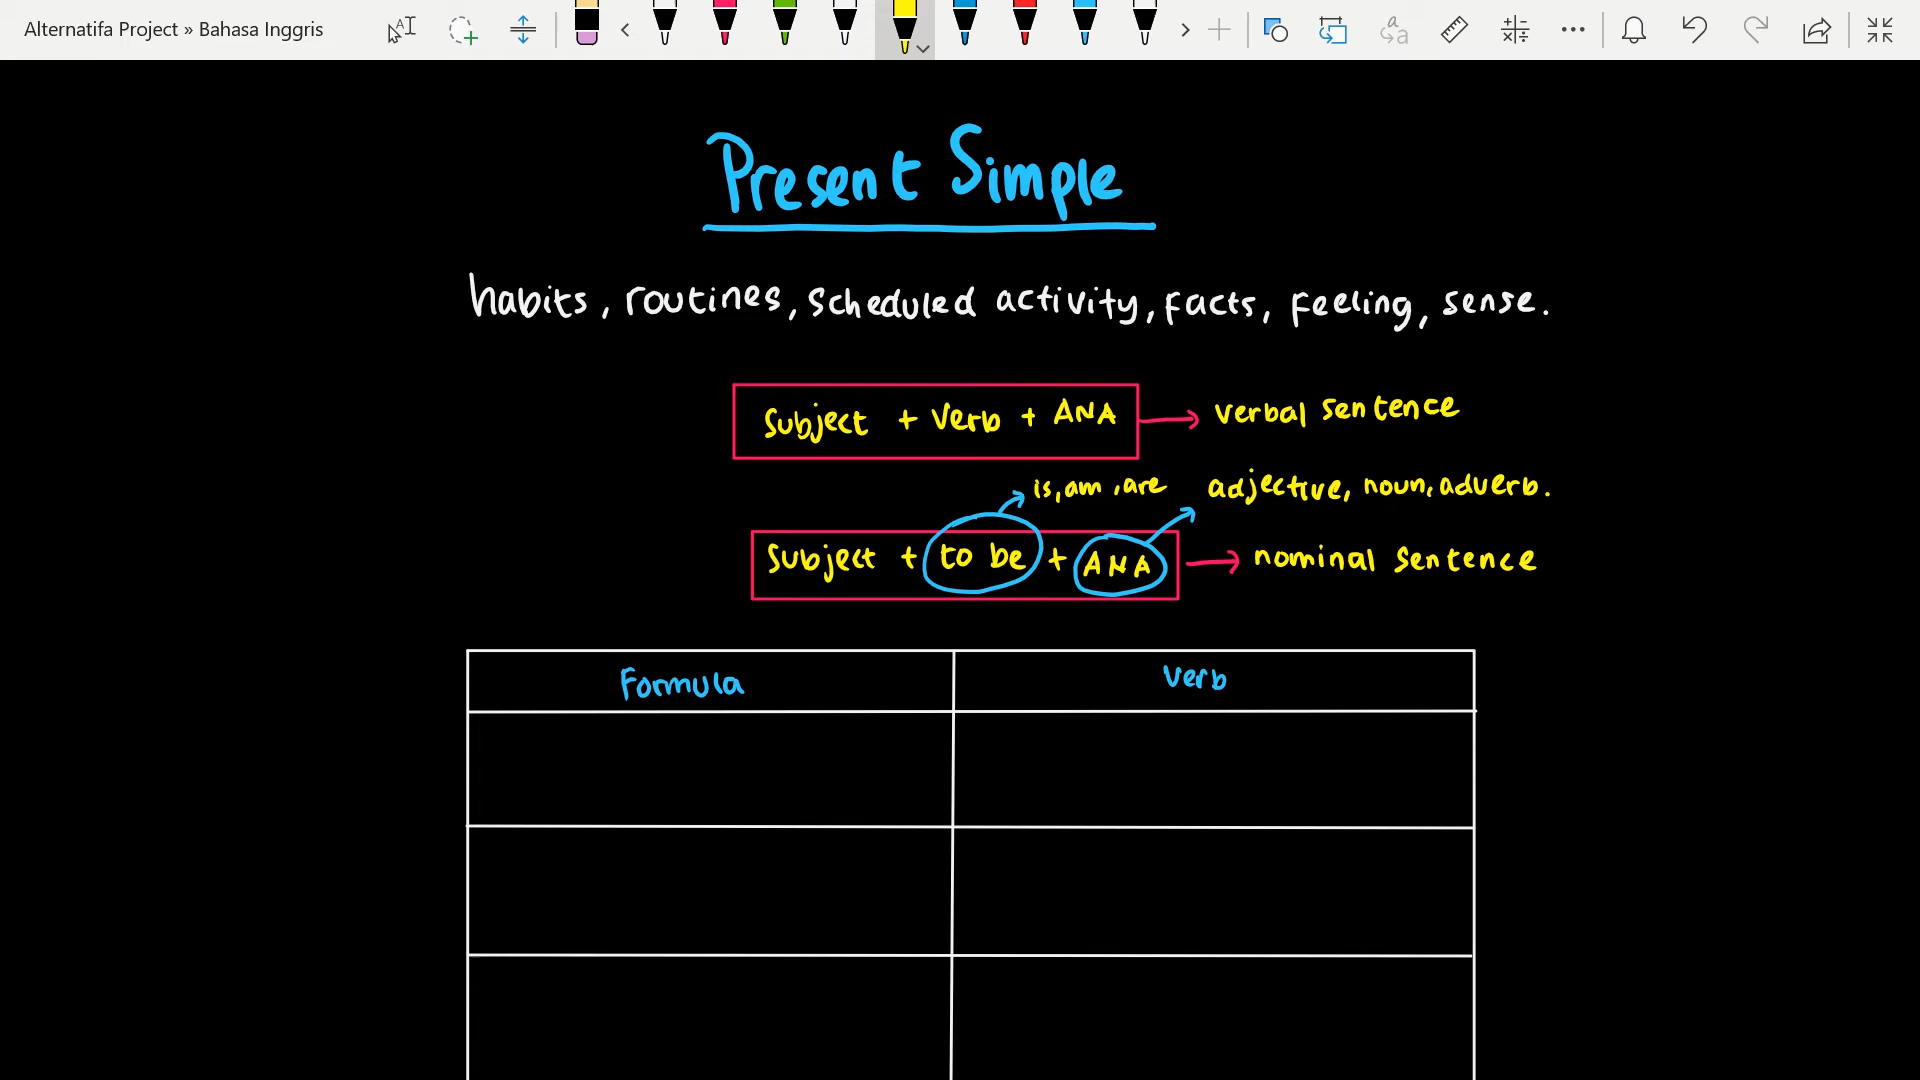 Alternatifa Project » Bahasa Inggris
Present Simple
habits, routines, scheduled activity, facts, feeling, sense.
Subject + Verb + ANA → verbal sentence
is, am, are adjective, noun, adverb.
Subject + to be + ANA → nominal sentence
Formula Verb